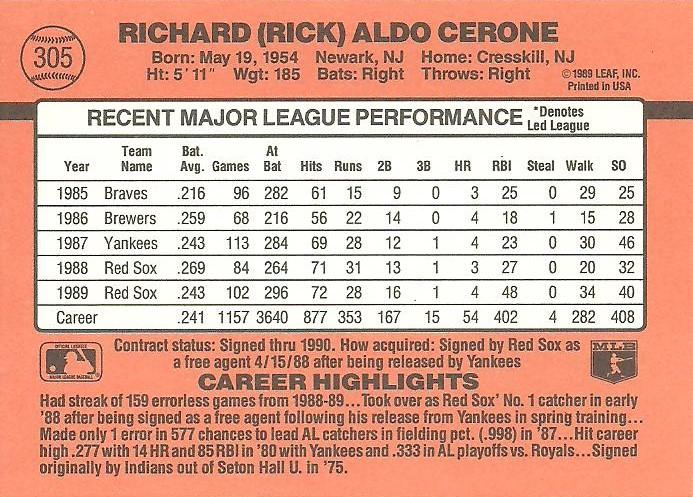 305
RICHARD (RICK) ALDO CERONE
Born: May 19, 1954 Newark, NJ Home: Cresskill, NJ
Ht: 5' 11" Wgt: 185 Bats: Right Throws: Right
©1989 LEAF, INC.
Printed in USA
RECENT MAJOR LEAGUE PERFORMANCE *Denotes Led League
Year Team Name Bat. Avg. Games At Bat Hits Runs 2B 3B HR RBI Steal Walk SO
1985 Braves .216 96 282 61 15 9 0 3 25 0 29 25
1986 Brewers .259 68 216 56 22 14 0 4 18 1 15 28
1987 Yankees .243 113 284 69 28 12 1 4 23 0 30 46
1988 Red Sox .269 84 264 71 31 13 1 3 27 0 20 32
1989 Red Sox .243 102 296 72 28 16 1 4 48 0 34 40
Career .241 1157 3640 877 353 167 15 54 402 4 282 408
Contract status: Signed thru 1990. How acquired: Signed by Red Sox as
a free agent 4/15/88 after being released by Yankees
MLB
CAREER HIGHLIGHTS
Had streak of 159 errorless games from 1988-89...Took over as Red Sox' No. 1 catcher in early
'88 after being signed as a free agent following his release from Yankees in spring training...
Made only 1 error in 577 chances to lead AL catchers in fielding pct. (.998) in '87...Hit career
high .277 with 14 HR and 85 RBI in '80 with Yankees and .333 in AL playoffs vs. Royals...Signed
originally by Indians out of Seton Hall U. in '75.